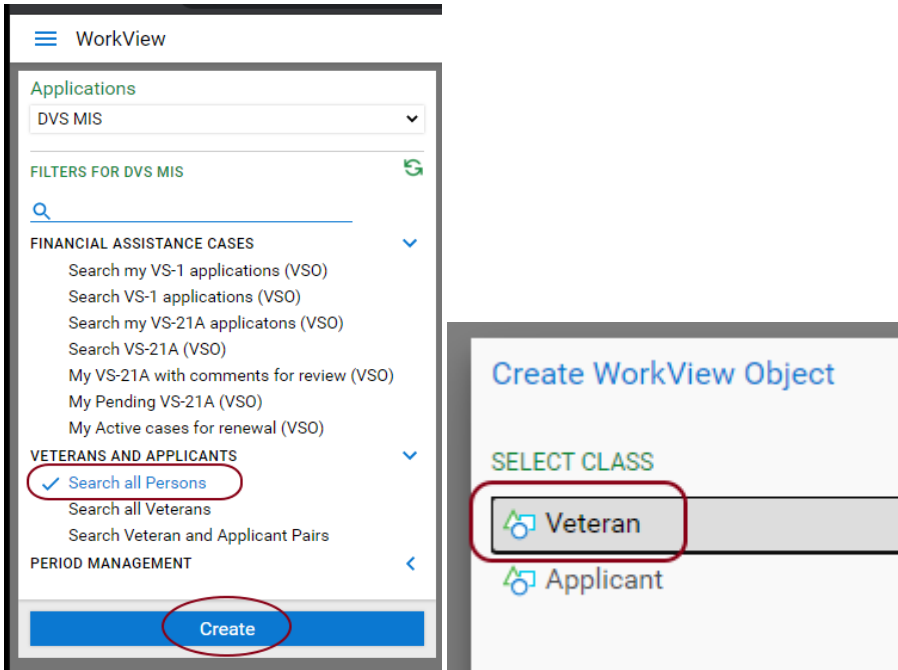 WorkView
Applications
DVS MIS
FILTERS FOR DVS MIS
FINANCIAL ASSISTANCE CASES
Search my VS-1 applications (VSO)
Search VS-1 applications (VSO)
Search my VS-21A applicatons (VSO)
Search VS-21A (VSO)
My VS-21A with comments for review (VSO)
My Pending VS-21A (VSO)
My Active cases for renewal (VSO)
VETERANS AND APPLICANTS
Search all Persons
Search all Veterans
Search Veteran and Applicant Pairs
PERIOD MANAGEMENT
Create
Create WorkView Object
SELECT CLASS
Veteran
Applicant